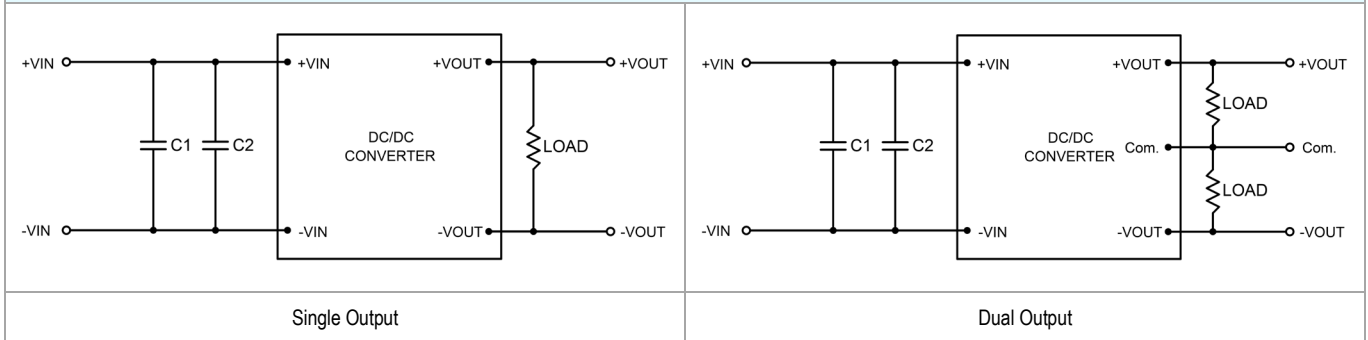 +VIN
+VIN
+VOUT
+VOUT
C1
C2
DC/DC
CONVERTER
LOAD
-VIN
-VIN
-VOUT
-VOUT
Single Output
+VIN
+VIN
+VOUT
+VOUT
LOAD
C1
C2
DC/DC
CONVERTER
Com.
Com.
LOAD
-VIN
-VIN
-VOUT
-VOUT
Dual Output